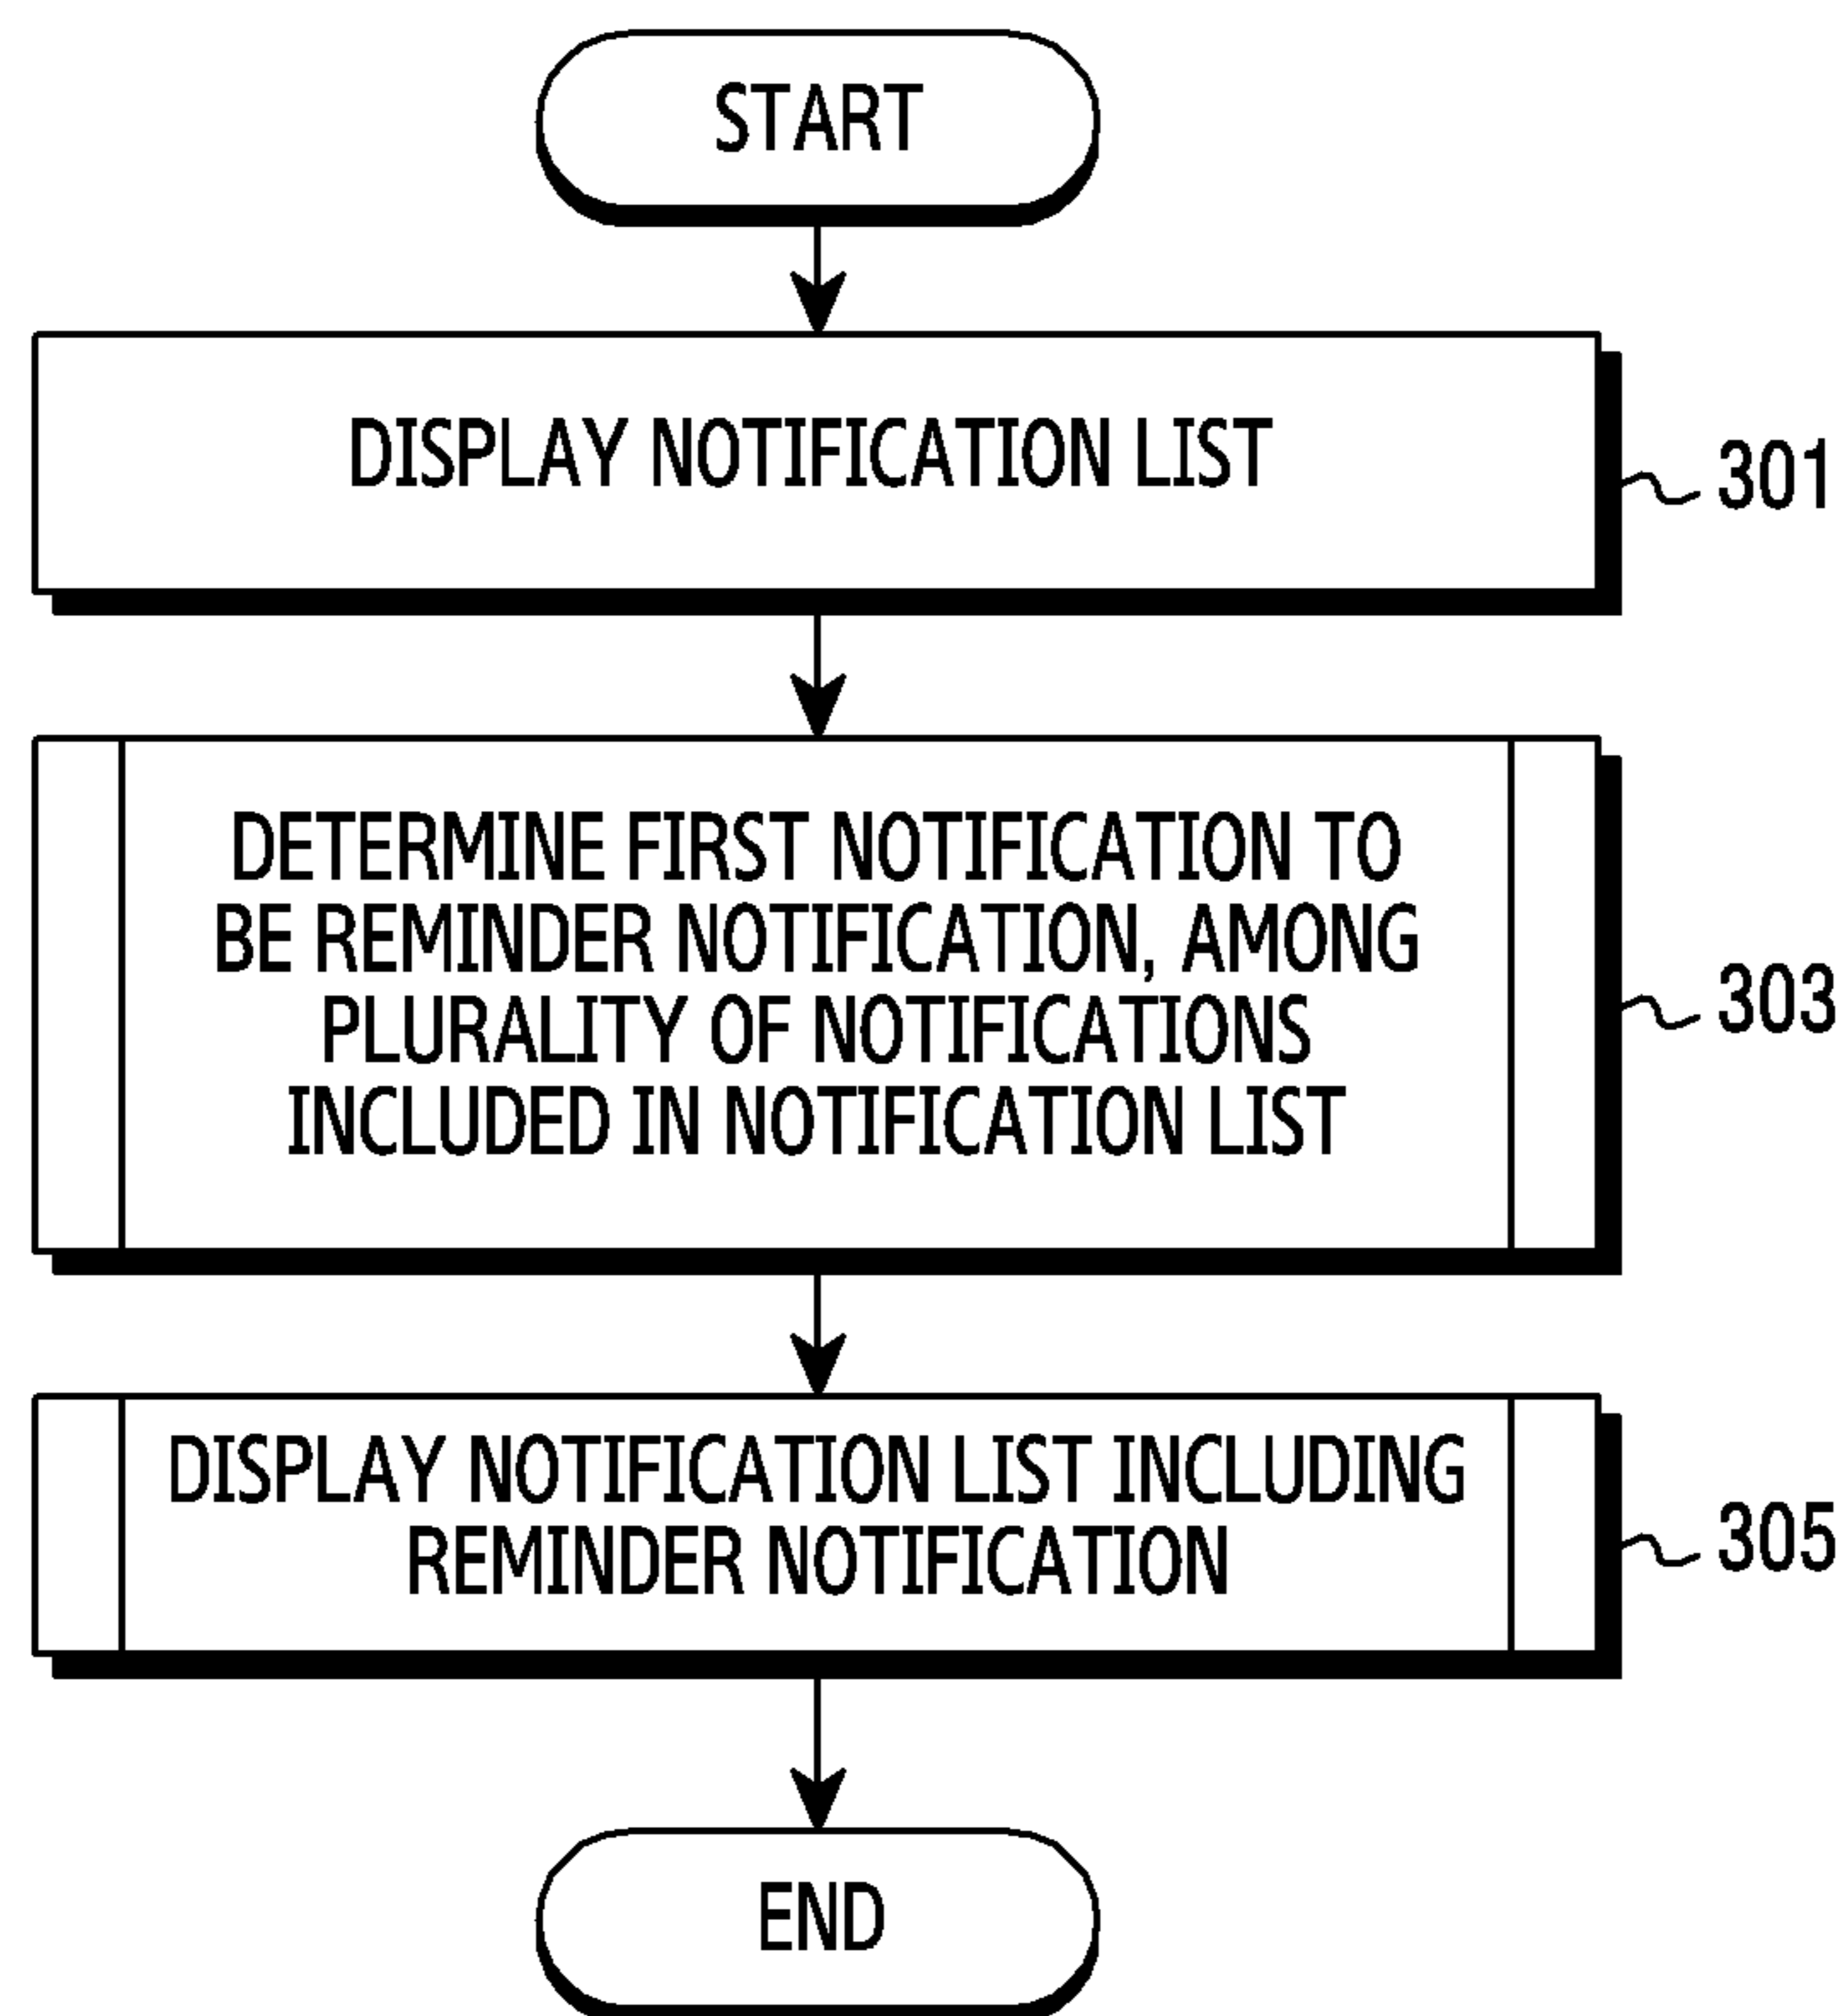 START
DISPLAY NOTIFICATION LIST
301
DETERMINE FIRST NOTIFICATION TO
BE REMINDER NOTIFICATION, AMONG
PLURALITY OF NOTIFICATIONS
INCLUDED IN NOTIFICATION LIST
303
DISPLAY NOTIFICATION LIST INCLUDING
REMINDER NOTIFICATION
305
END